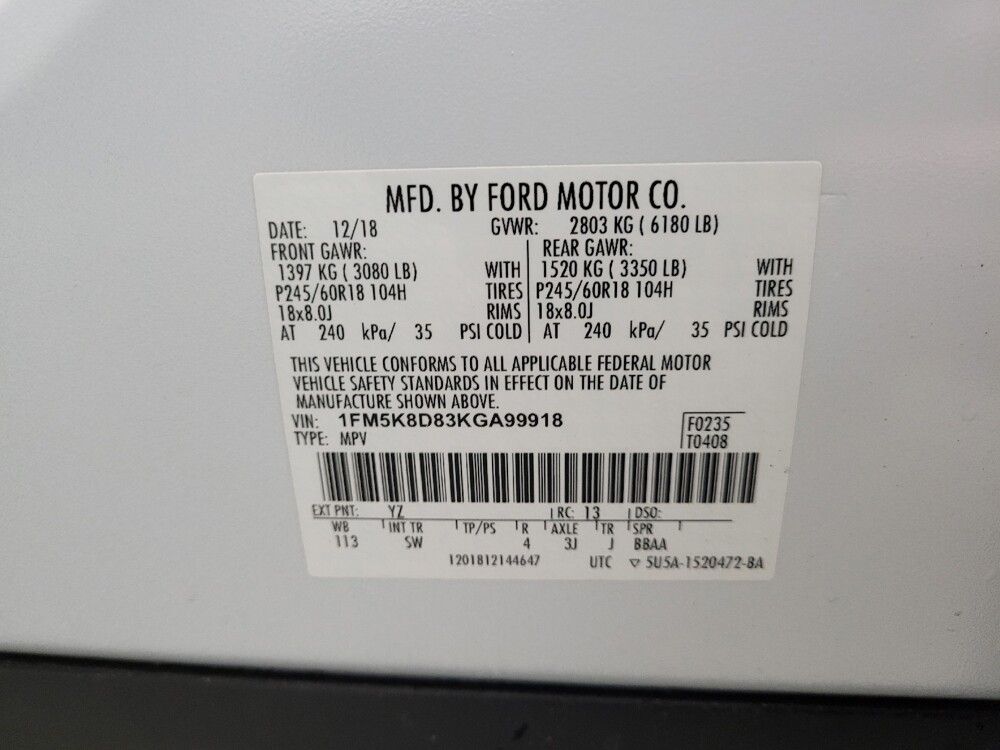 MFD. BY FORD MOTOR CO.
DATE: 12/18 GVWR: 2803 KG ( 6180 LB)
FRONT GAWR: REAR GAWR:
1397 KG ( 3080 LB) WITH 1520 KG ( 3350 LB) WITH
P245/60R18 104H TIRES P245/60R18 104H TIRES
18x8.0J RIMS 18x8.0J RIMS
AT 240 kPa/ 35 PSI COLD AT 240 kPa/ 35 PSI COLD
THIS VEHICLE CONFORMS TO ALL APPLICABLE FEDERAL MOTOR
VEHICLE SAFETY STANDARDS IN EFFECT ON THE DATE OF
MANUFACTURE SHOWN ABOVE.
VIN: 1FM5K8D83KGA99918 F0235
TYPE: MPV T0408
EXT PNT: YZ RC: 13 DSO:
WB INT TR TP/PS R AXLE TR SPR
113 SW 4 3J J BBAA
1201812144647 UTC ▽ 5U5A-1520472-BA